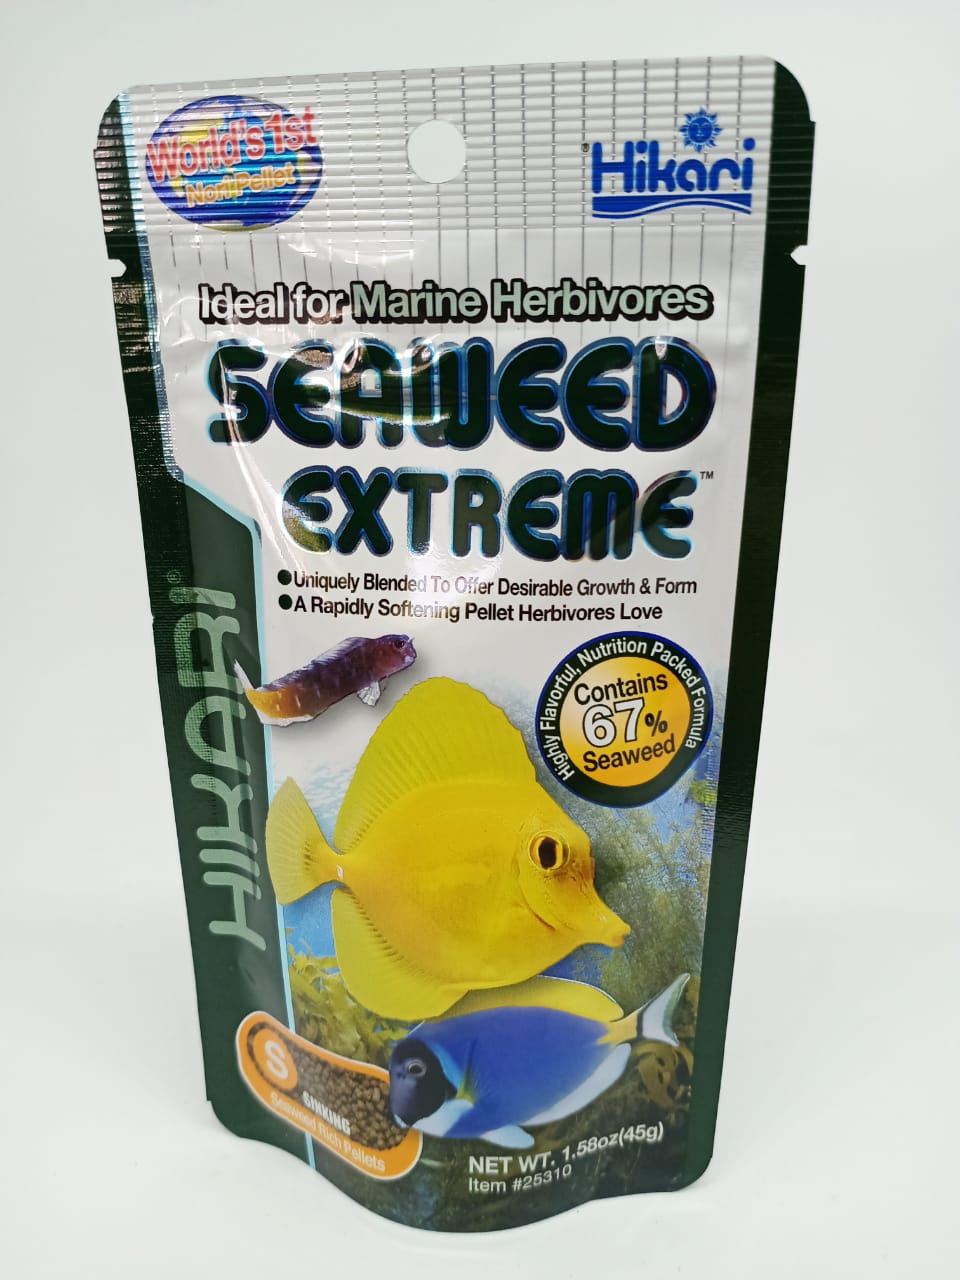 World's 1st
Nori Pellet
Hikari®
Ideal for Marine Herbivores
SEAWEED
EXTREME™
●Uniquely Blended To Offer Desirable Growth & Form
●A Rapidly Softening Pellet Herbivores Love
HIKARI®
Highly Flavorful, Nutrition Packed Formula
Contains
67%
Seaweed
S
SINKING
Seaweed Rich Pellets
NET WT. 1.58oz(45g)
Item #25310